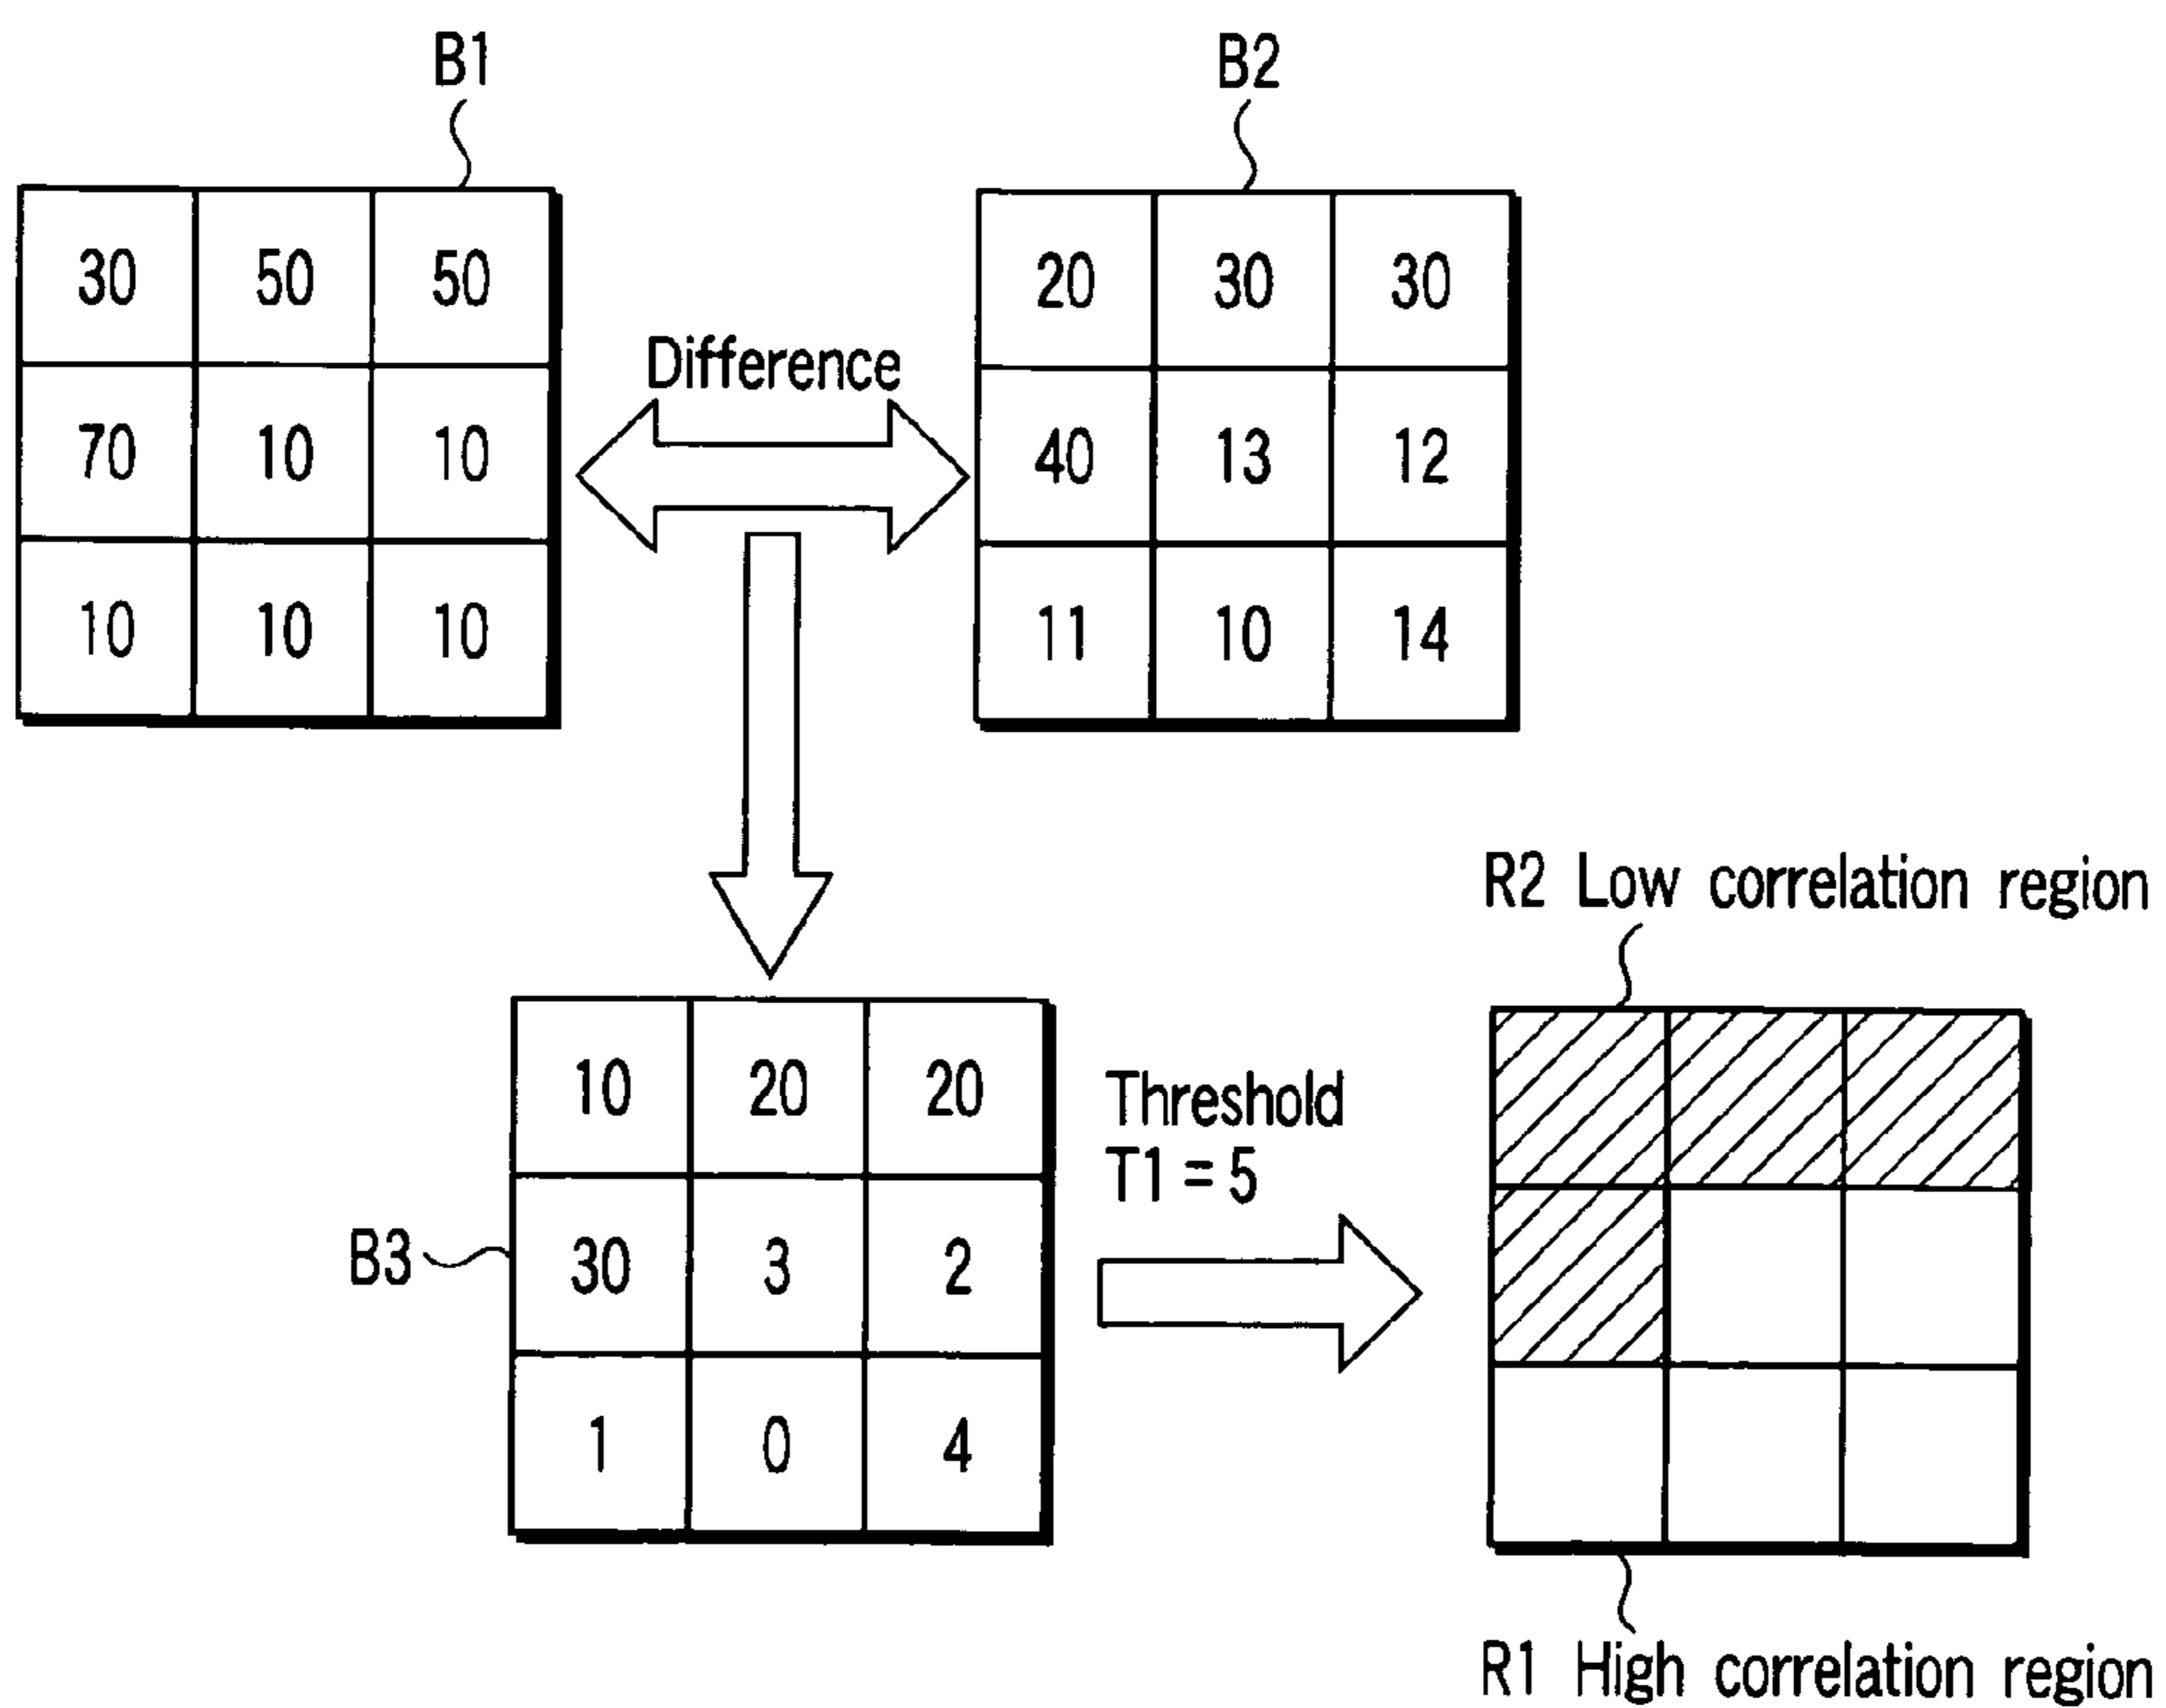 B1
B2
30 50 50
70 10 10
10 10 10
Difference
20 30 30
40 13 12
11 10 14
B3
10 20 20
30 3 2
1 0 4
Threshold
T1 = 5
R2 Low correlation region
R1 High correlation region